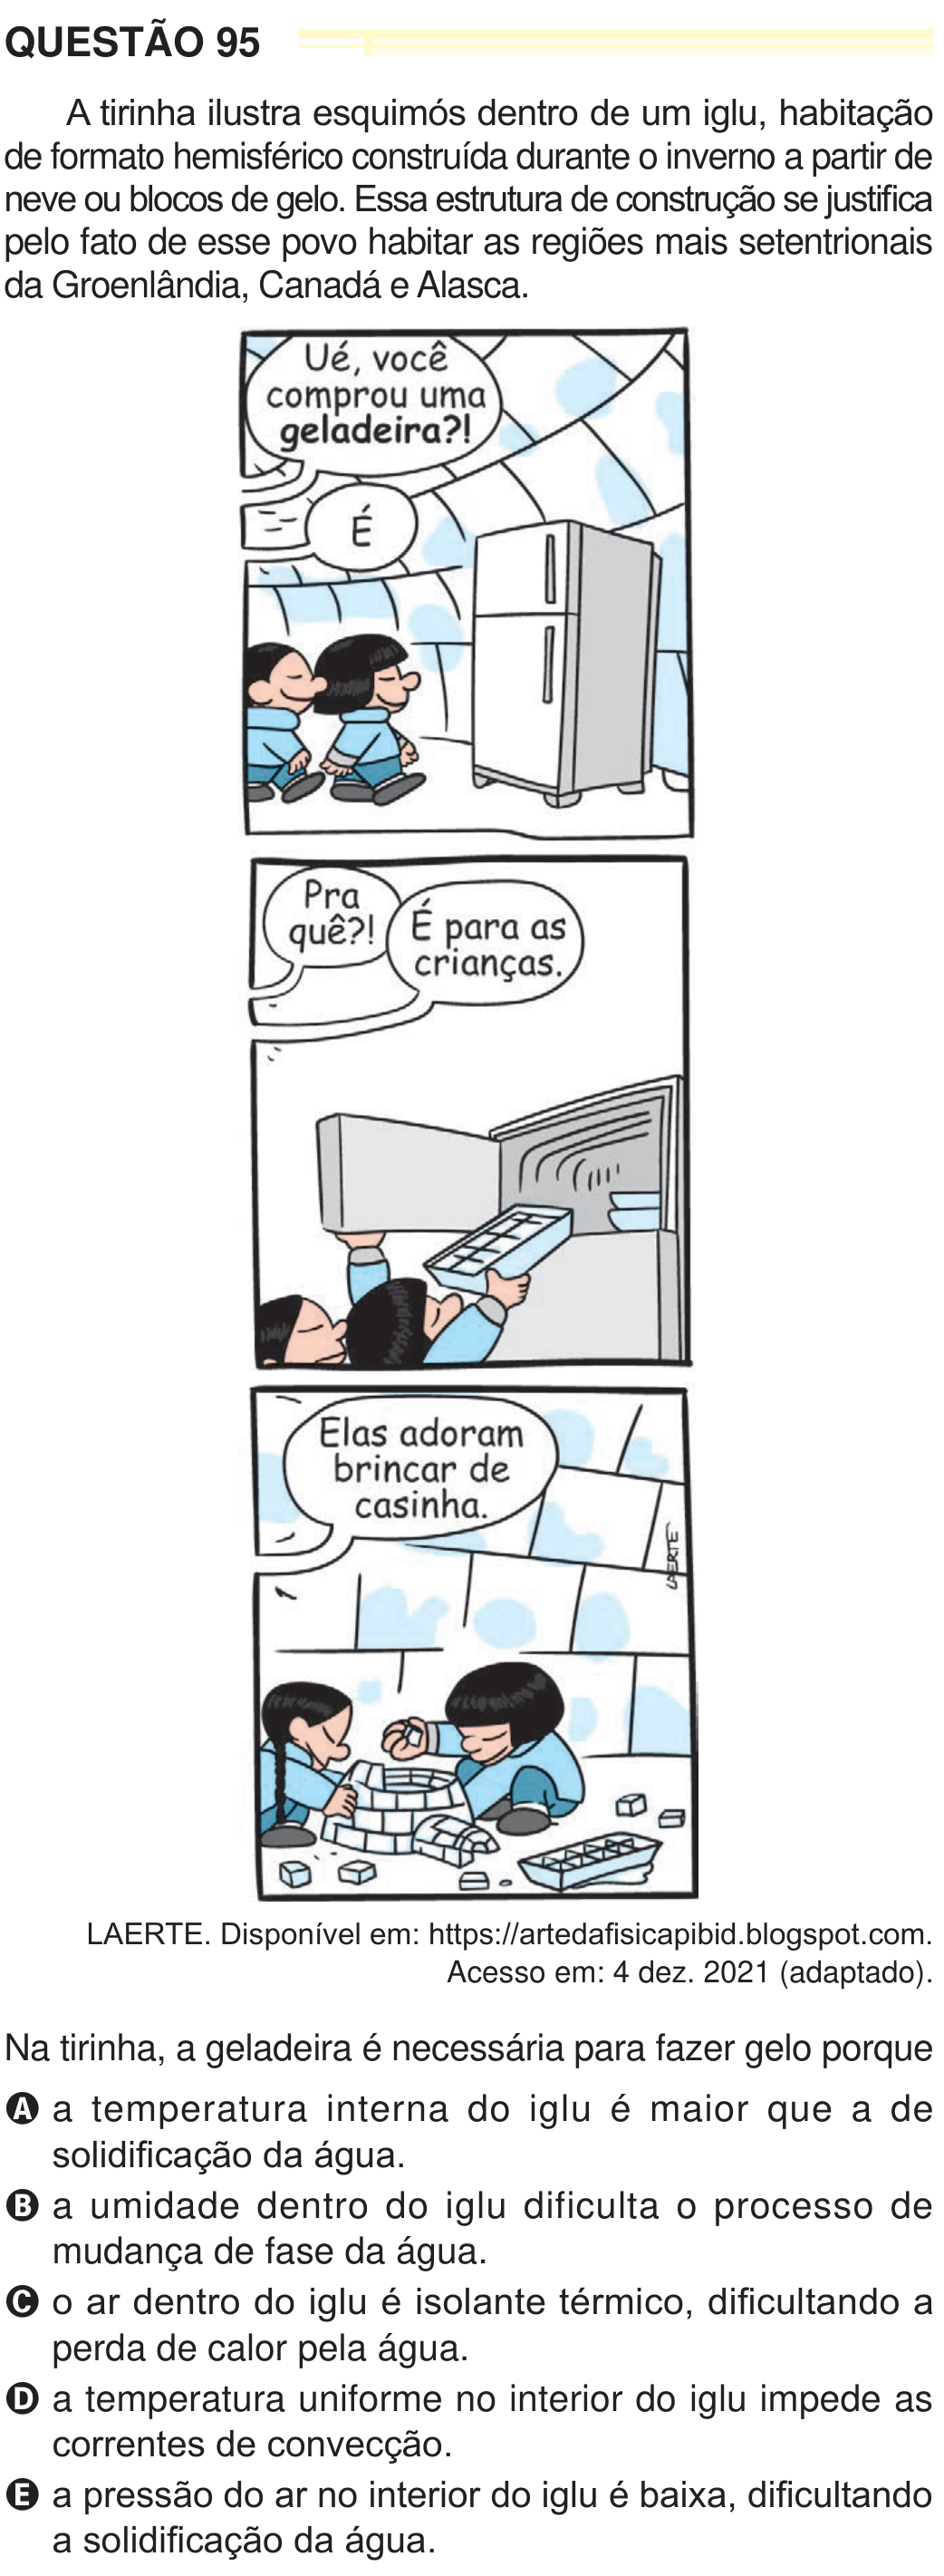 QUESTÃO 95
A tirinha ilustra esquimós dentro de um iglu, habitação
de formato hemisférico construída durante o inverno a partir de
neve ou blocos de gelo. Essa estrutura de construção se justifica
pelo fato de esse povo habitar as regiões mais setentrionais
da Groenlândia, Canadá e Alasca.
Ué, você
comprou uma
geladeira?!
É
Pra
quê?!
É para as
crianças.
Elas adoram
brincar de
casinha.
LAERTE
LAERTE. Disponível em: https://artedafisicapibid.blogspot.com.
Acesso em: 4 dez. 2021 (adaptado).
Na tirinha, a geladeira é necessária para fazer gelo porque
A a temperatura interna do iglu é maior que a de
solidificação da água.
B a umidade dentro do iglu dificulta o processo de
mudança de fase da água.
C o ar dentro do iglu é isolante térmico, dificultando a
perda de calor pela água.
D a temperatura uniforme no interior do iglu impede as
correntes de convecção.
E a pressão do ar no interior do iglu é baixa, dificultando
a solidificação da água.